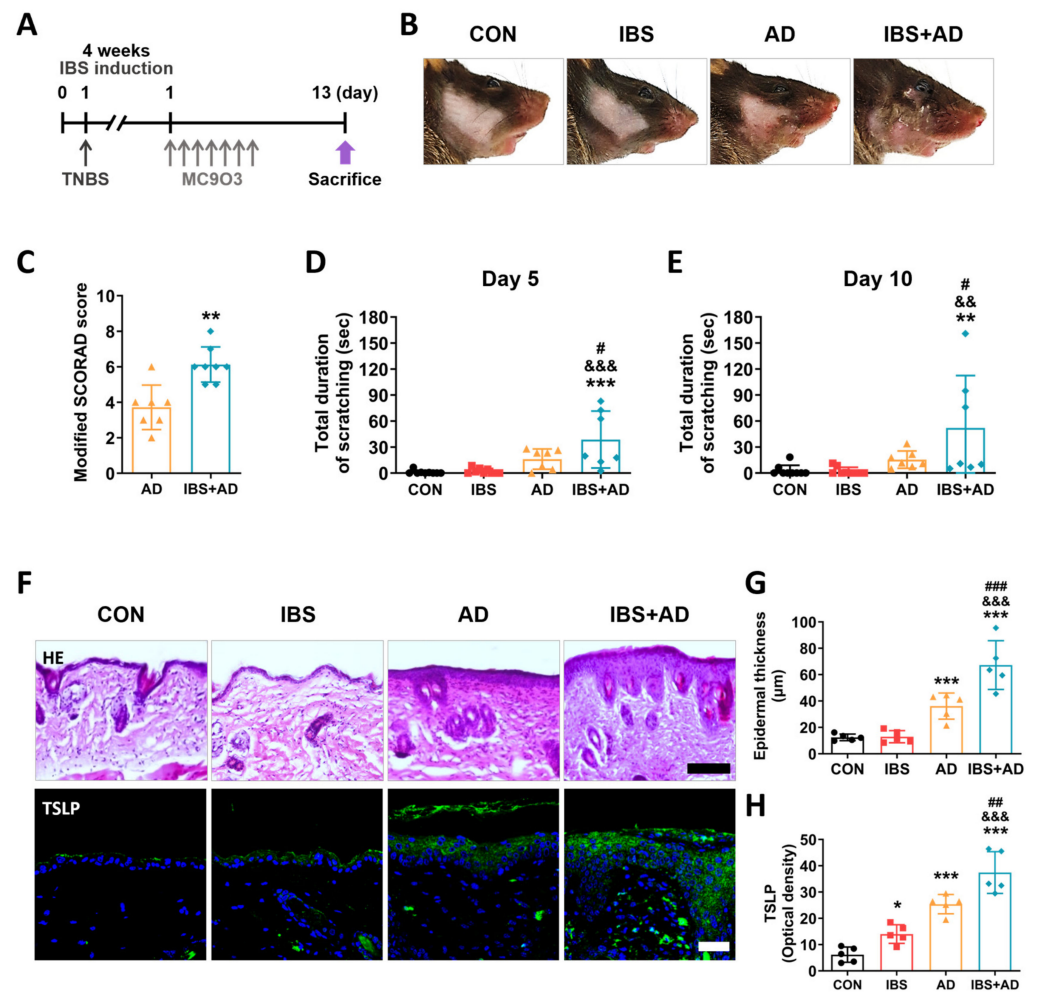 A
4 weeks
IBS induction
0 1 1 13 (day)
TNBS MC9O3 Sacrifice
B
CON IBS AD IBS+AD
C
Modified SCORAD score
10
8
6
4
2
0
**
AD IBS+AD
D
Day 5
Total duration
of scratching (sec)
180
150
120
90
60
30
0
#
&&&
***
CON IBS AD IBS+AD
E
Day 10
Total duration
of scratching (sec)
180
150
120
90
60
30
0
#
&&
**
CON IBS AD IBS+AD
F
CON IBS AD IBS+AD
HE
TSLP
G
Epidermal thickness
(μm)
100
80
60
40
20
0
***
###
&&&
***
CON IBS AD IBS+AD
H
TSLP
(Optical density)
50
40
30
20
10
0
*
***
##
&&&
***
CON IBS AD IBS+AD